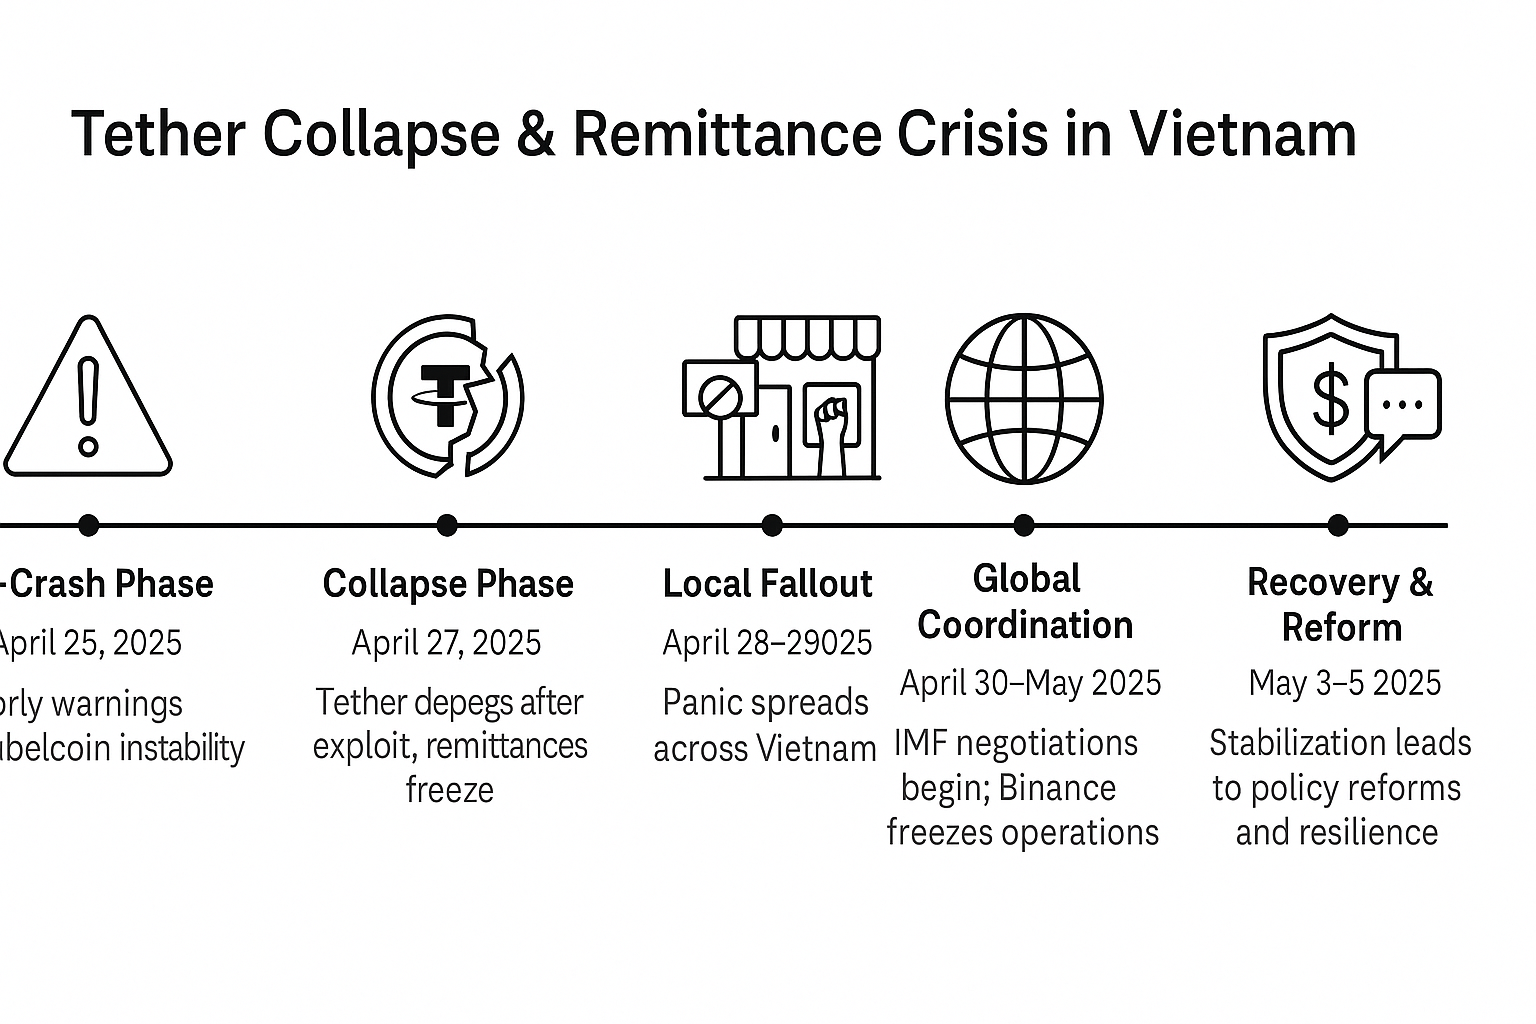 Tether Collapse & Remittance Crisis in Vietnam
-Crash Phase
April 25, 2025
orly warnings
ubelcoin instability
Collapse Phase
April 27, 2025
Tether depegs after
exploit, remittances
freeze
Local Fallout
April 28–29025
Panic spreads
across Vietnam
Global
Coordination
April 30–May 2025
IMF negotiations
begin; Binance
freezes operations
Recovery &
Reform
May 3–5 2025
Stabilization leads
to policy reforms
and resilience